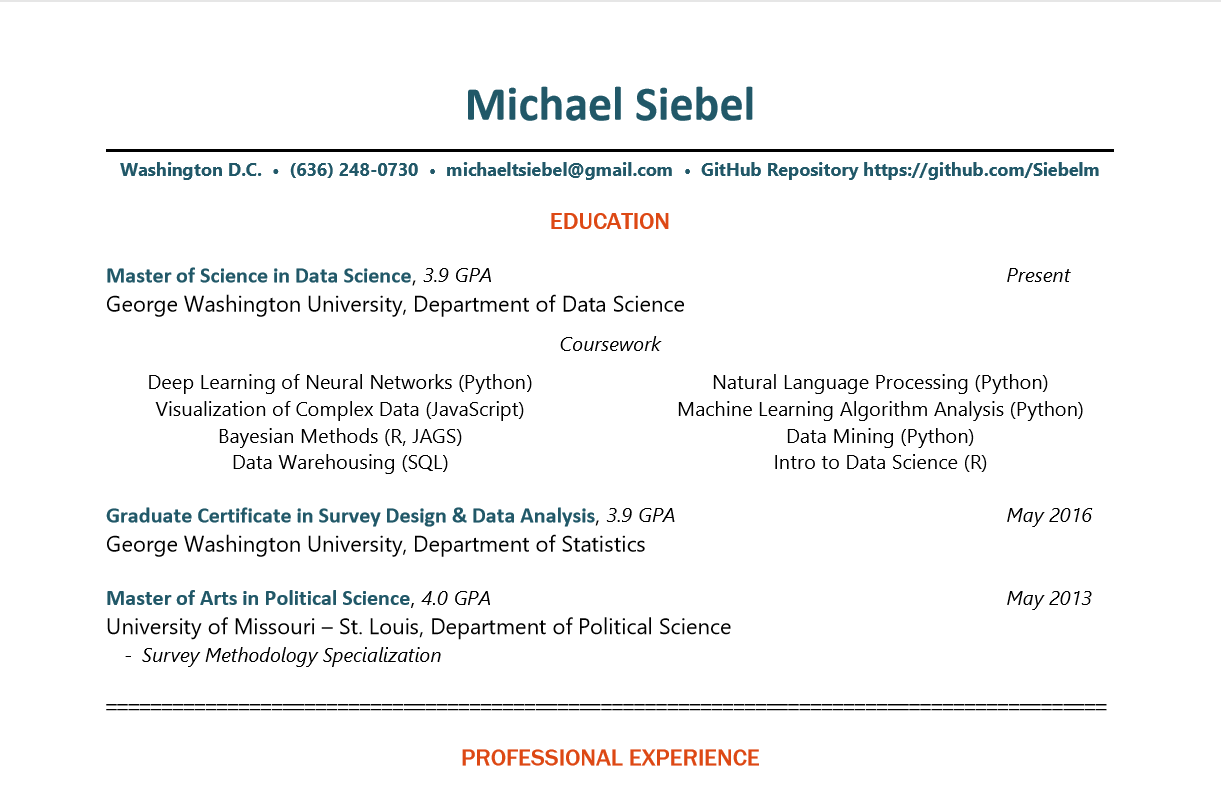 Michael Siebel
Washington D.C. • (636) 248-0730 • michaeltsiebel@gmail.com • GitHub Repository https://github.com/Siebelm
EDUCATION
Master of Science in Data Science, 3.9 GPA Present
George Washington University, Department of Data Science
Coursework
Deep Learning of Neural Networks (Python) Natural Language Processing (Python)
Visualization of Complex Data (JavaScript) Machine Learning Algorithm Analysis (Python)
Bayesian Methods (R, JAGS) Data Mining (Python)
Data Warehousing (SQL) Intro to Data Science (R)
Graduate Certificate in Survey Design & Data Analysis, 3.9 GPA May 2016
George Washington University, Department of Statistics
Master of Arts in Political Science, 4.0 GPA May 2013
University of Missouri – St. Louis, Department of Political Science
- Survey Methodology Specialization
===========================================================================================
PROFESSIONAL EXPERIENCE